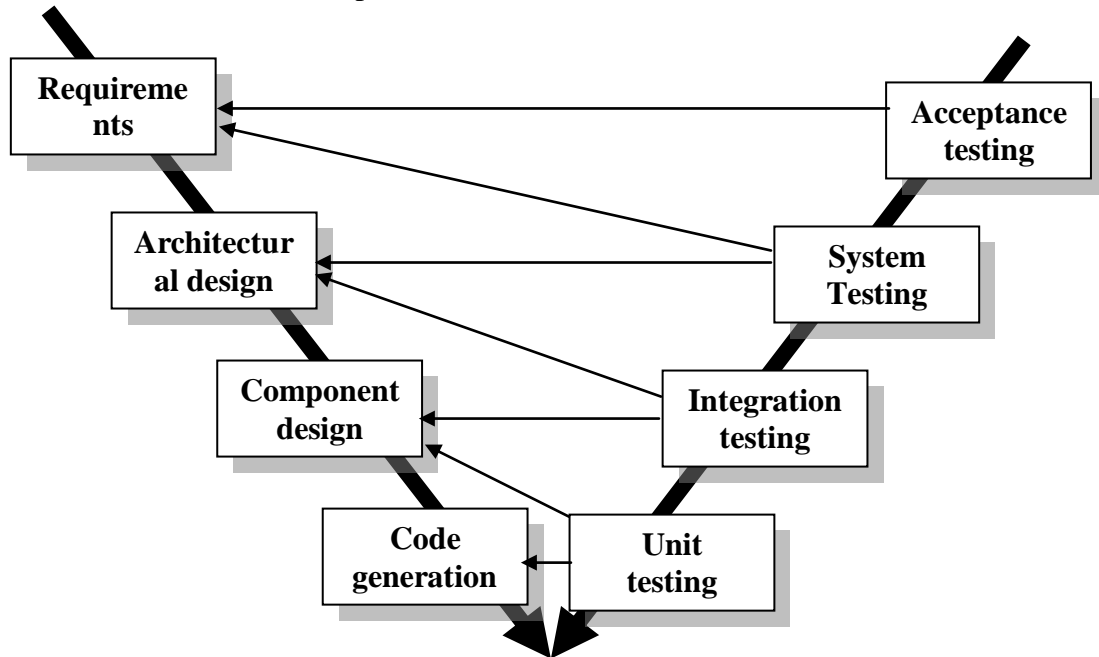 Requireme
nts
Acceptance
testing
Architectur
al design
System
Testing
Component
design
Integration
testing
Code
generation
Unit
testing